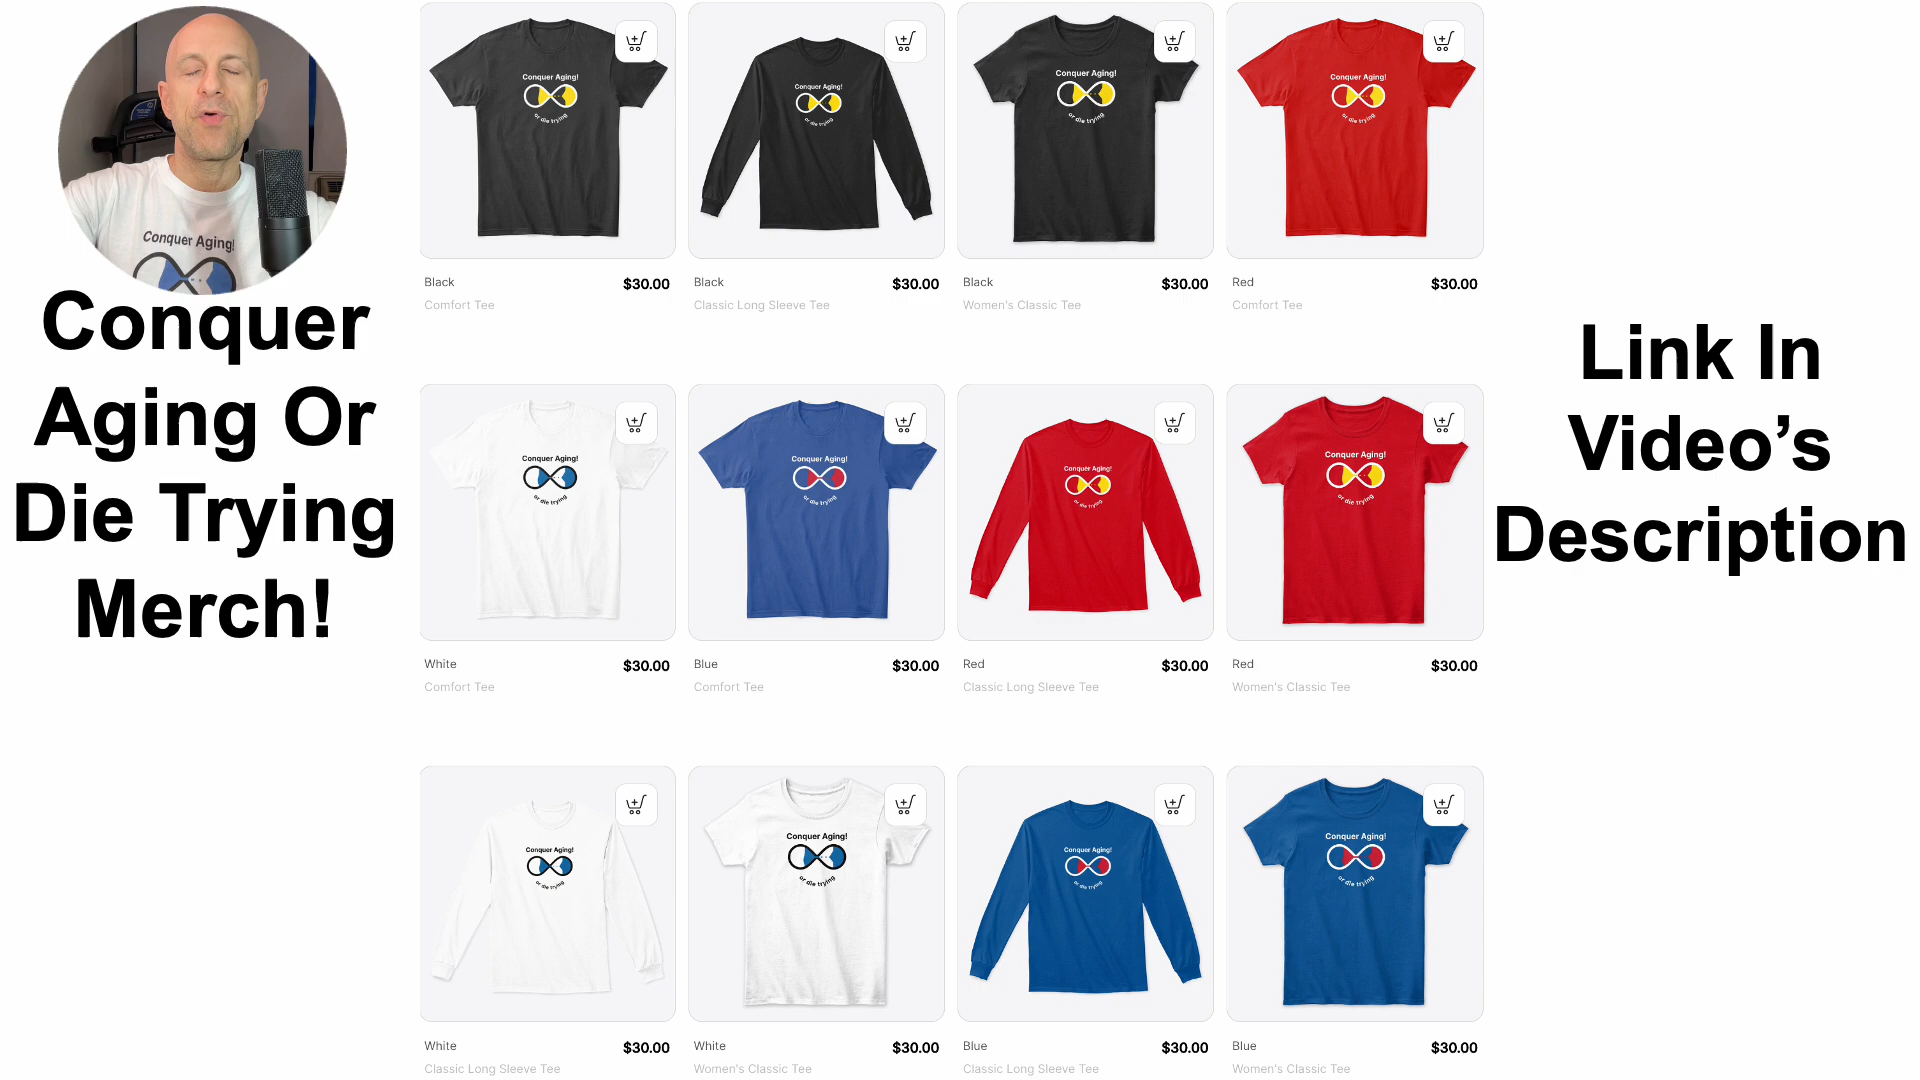 Conquer Aging!
Conquer
Aging Or
Die Trying
Merch!
Conquer Aging!
or die trying
Black
$30.00
Comfort Tee
Conquer Aging!
or die trying
Black
$30.00
Classic Long Sleeve Tee
Conquer Aging!
or die trying
Black
$30.00
Women's Classic Tee
Conquer Aging!
or die trying
Red
$30.00
Comfort Tee
Conquer Aging!
or die trying
White
$30.00
Comfort Tee
Conquer Aging!
or die trying
Blue
$30.00
Comfort Tee
Conquer Aging!
or die trying
Red
$30.00
Classic Long Sleeve Tee
Conquer Aging!
or die trying
Red
$30.00
Women's Classic Tee
Conquer Aging!
or die trying
White
$30.00
Classic Long Sleeve Tee
Conquer Aging!
or die trying
White
$30.00
Women's Classic Tee
Conquer Aging!
or die trying
Blue
$30.00
Classic Long Sleeve Tee
Conquer Aging!
or die trying
Blue
$30.00
Women's Classic Tee
Link In
Video’s
Description